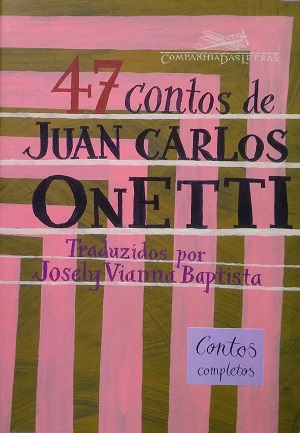 COMPANHIA DAS LETRAS
47 contos de
JUAN CARLOS
ONETTI
Traduzidos por
Josely Vianna Baptista
Contos
completos